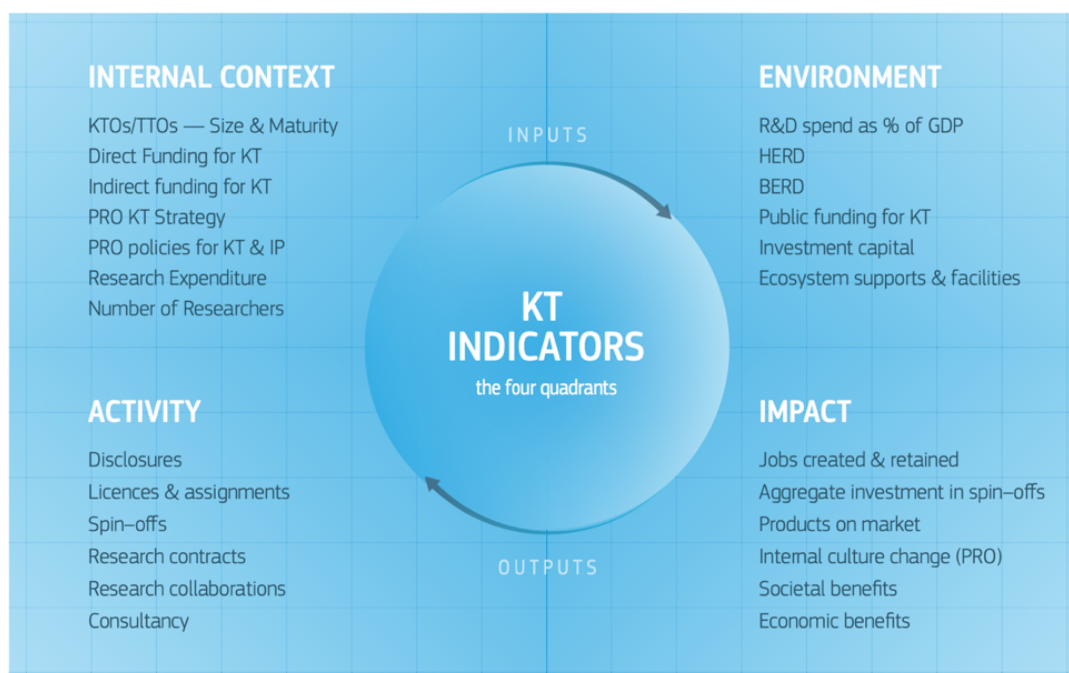 INTERNAL CONTEXT
KTOs/TTOs — Size & Maturity
Direct Funding for KT
Indirect funding for KT
PRO KT Strategy
PRO policies for KT & IP
Research Expenditure
Number of Researchers
INPUTS
ENVIRONMENT
R&D spend as % of GDP
HERD
BERD
Public funding for KT
Investment capital
Ecosystem supports & facilities
KT
INDICATORS
the four quadrants
ACTIVITY
Disclosures
Licences & assignments
Spin–offs
Research contracts
Research collaborations
Consultancy
OUTPUTS
IMPACT
Jobs created & retained
Aggregate investment in spin–offs
Products on market
Internal culture change (PRO)
Societal benefits
Economic benefits